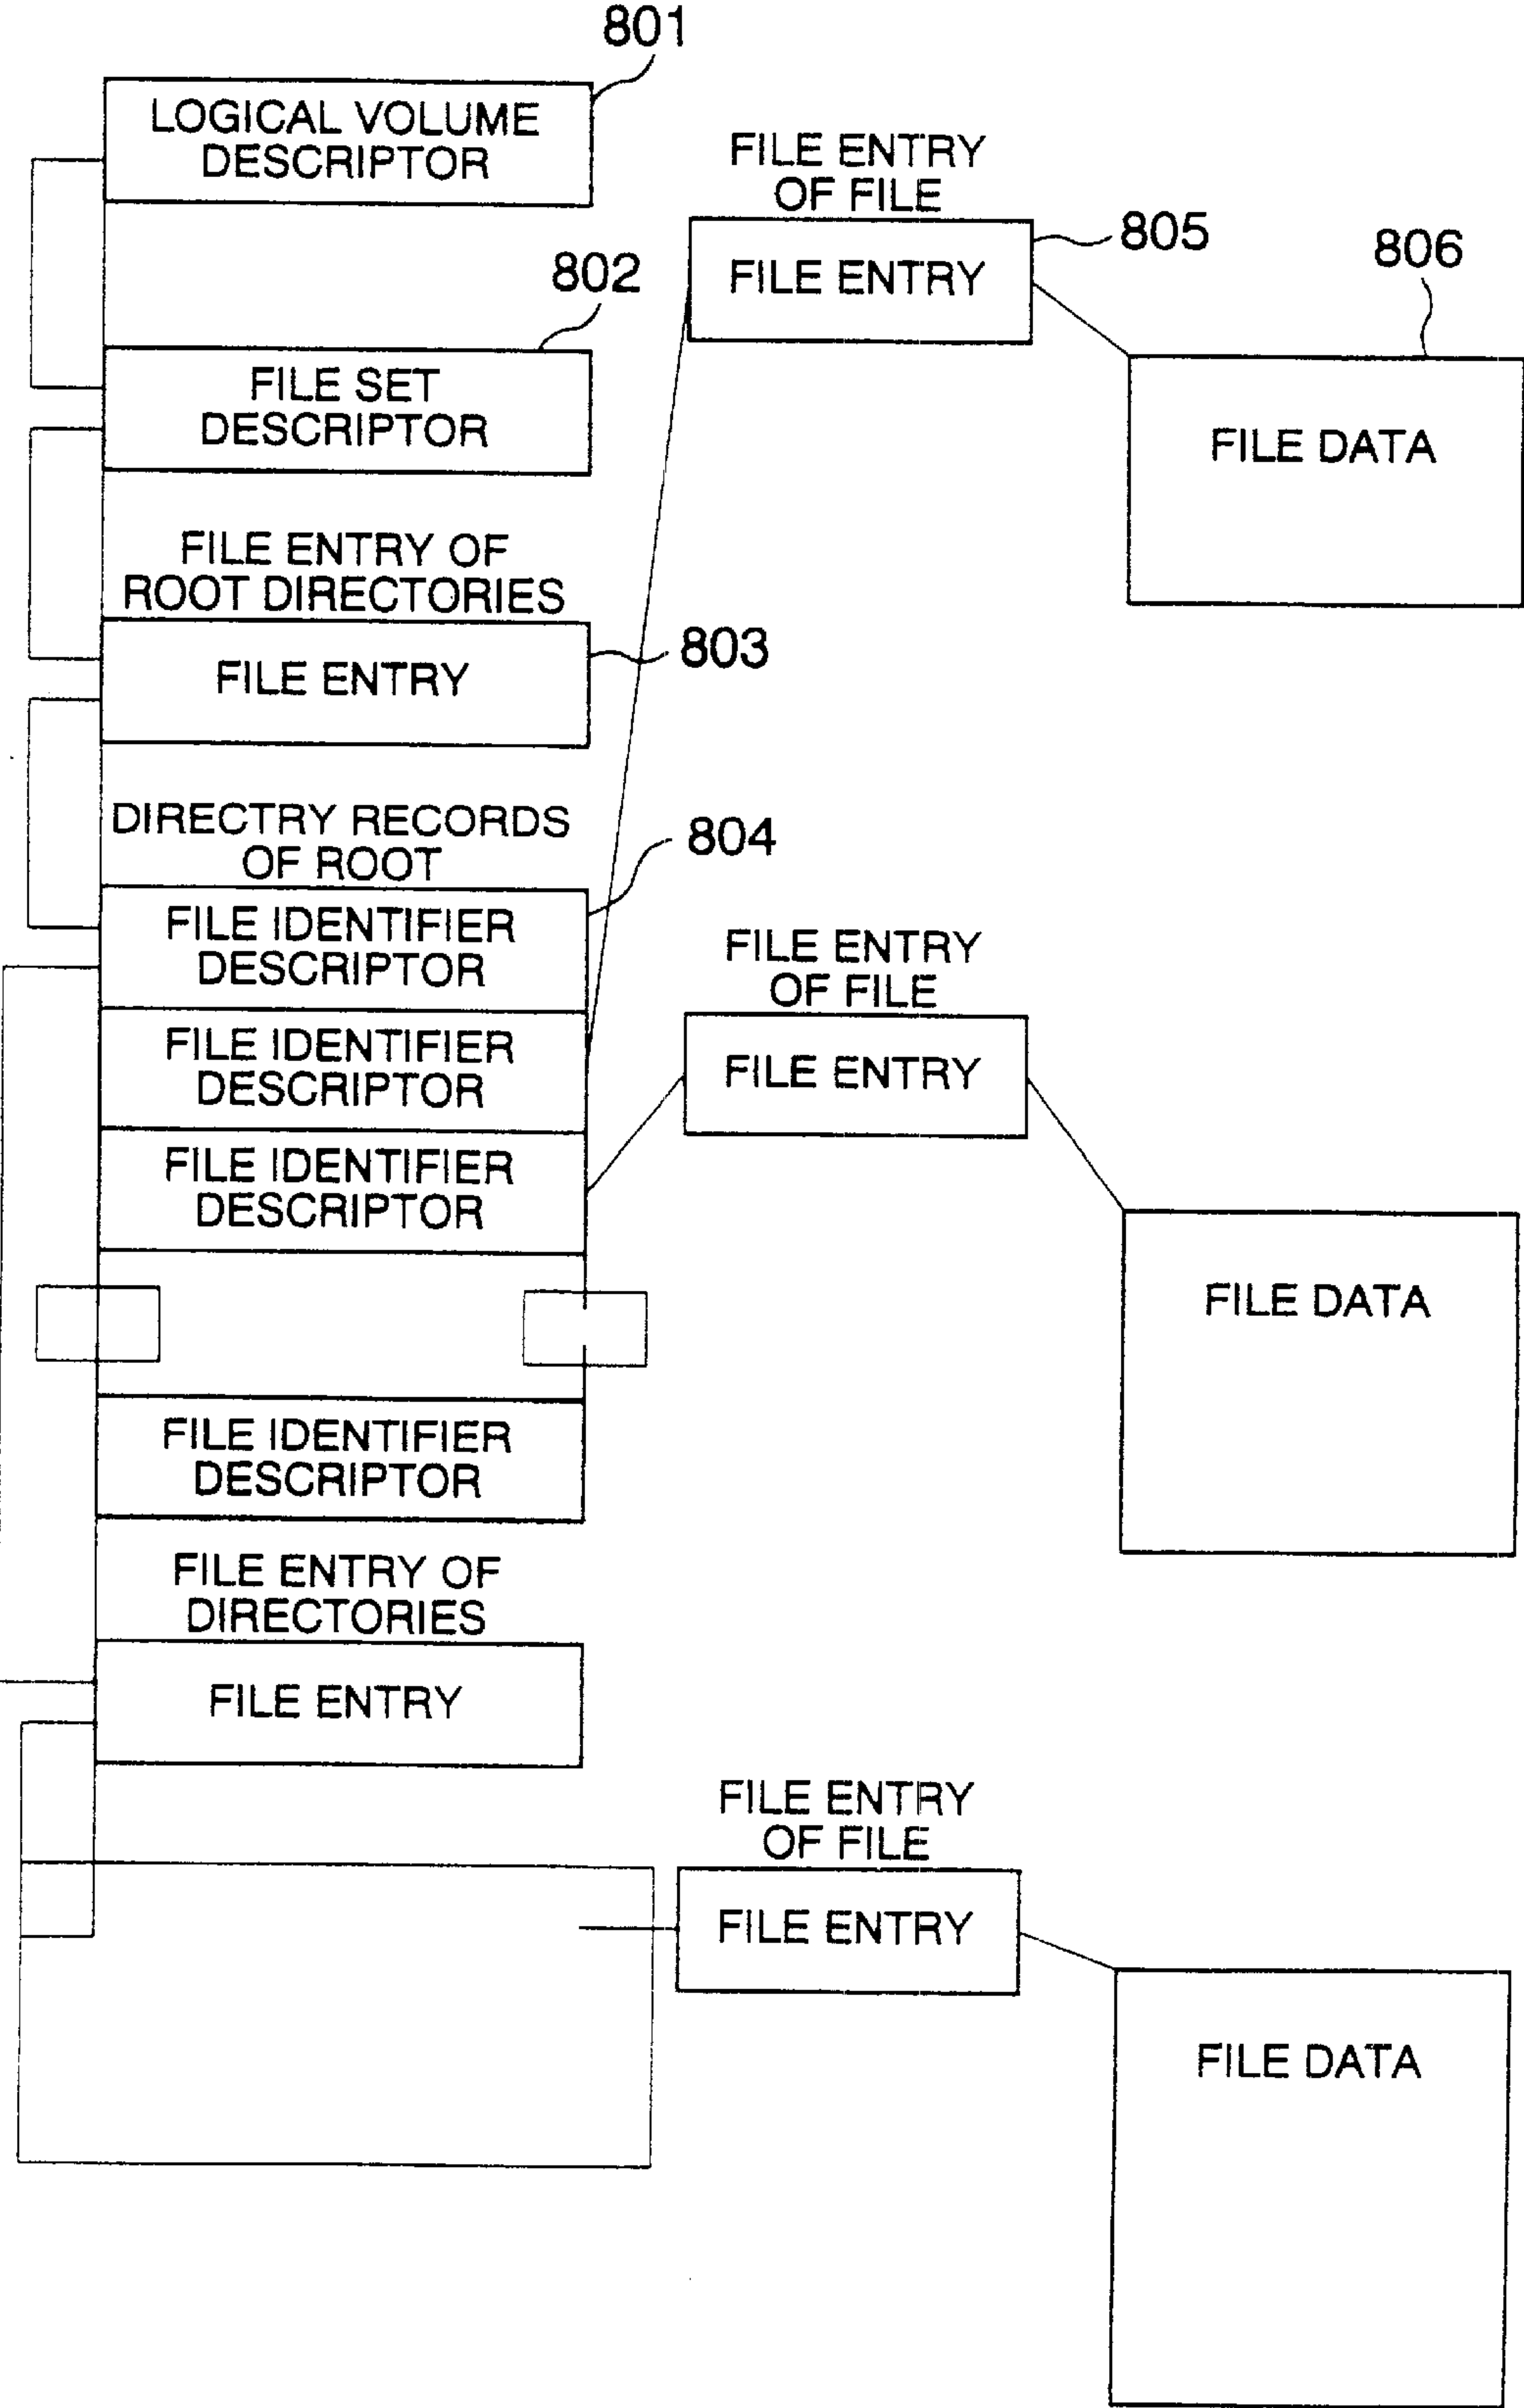 801
LOGICAL VOLUME
DESCRIPTOR
802
FILE SET
DESCRIPTOR
FILE ENTRY OF
ROOT DIRECTORIES
FILE ENTRY
803
DIRECTRY RECORDS
OF ROOT
804
FILE IDENTIFIER
DESCRIPTOR
FILE IDENTIFIER
DESCRIPTOR
FILE IDENTIFIER
DESCRIPTOR
FILE IDENTIFIER
DESCRIPTOR
FILE ENTRY OF
DIRECTORIES
FILE ENTRY
FILE ENTRY
OF FILE
FILE ENTRY
805
806
FILE DATA
FILE ENTRY
OF FILE
FILE ENTRY
FILE DATA
FILE ENTRY
OF FILE
FILE ENTRY
FILE DATA